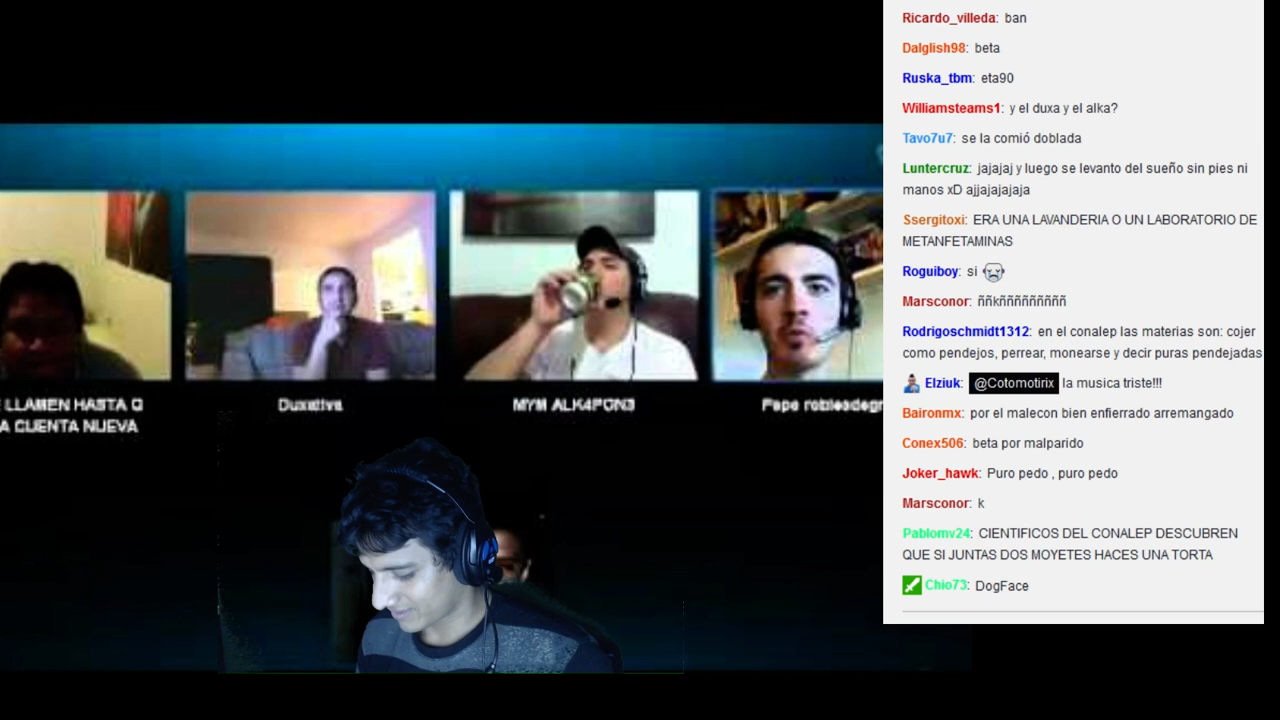 LLAMEN HASTA Q
A CUENTA NUEVA
Duxativa
MYM ALK4PON3
Pepe
Ricardo_villeda: ban
Dalglish98: beta
Ruska_tbm: eta90
Williamsteams1: y el duxa y el alka?
Tavo7u7: se la comió doblada
Luntercruz: jajajaj y luego se levanto del sueño sin pies ni
manos xD ajjajajajaja
Ssergitoxi: ERA UNA LAVANDERIA O UN LABORATORIO DE
METANFETAMINAS
Roguiboy: si
Marsconor: ññkñññññññññ
Rodrigoschmidt1312: en el conalep las materias son: cojer
como pendejos, perrear, monearse y decir puras pendejadas
Elziuk: @Cotomotirix la musica triste!!!
Baironmx: por el malecon bien enfierrado arremangado
Conex506: beta por malparido
Joker_hawk: Puro pedo , puro pedo
Marsconor: k
Pablomv24: CIENTIFICOS DEL CONALEP DESCUBREN
QUE SI JUNTAS DOS MOYETES HACES UNA TORTA
Chio73: DogFace